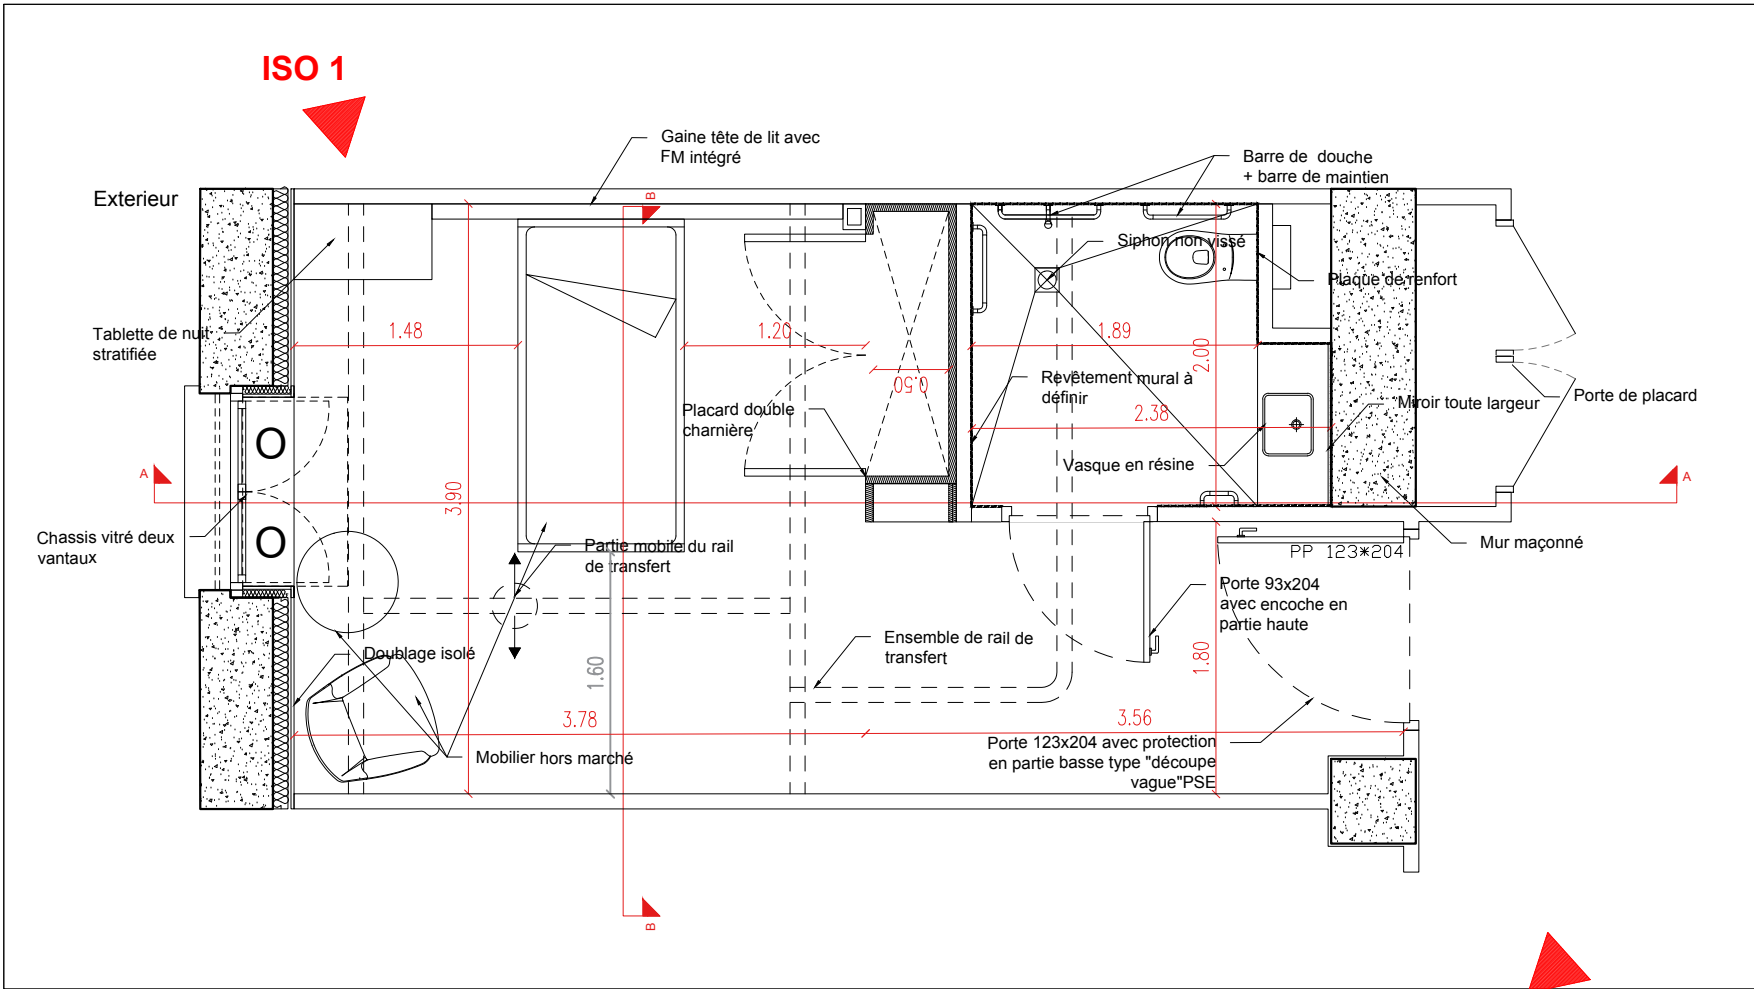 ISO 1
Gaine tête de lit avec
FM intégré
Barre de douche
+ barre de maintien
Exterieur
B
Siphon non vissé
Plaque de renfort
Tablette de nuit
stratifiée
1.48
1.20
1.89
2.00
0.50
Revêtement mural à
définir
Placard double
charnière
2.38
Miroir toute largeur
Porte de placard
O
Vasque en résine
A
A
3.90
Chassis vitré deux
vantaux
O
Partie mobile du rail
de transfert
PP 123*204
Mur maçonné
Porte 93x204
avec encoche en
partie haute
Ensemble de rail de
transfert
Doublage isolé
1.60
1.80
3.78
3.56
Mobilier hors marché
Porte 123x204 avec protection
en partie basse type "découpe
vague"PSE
B